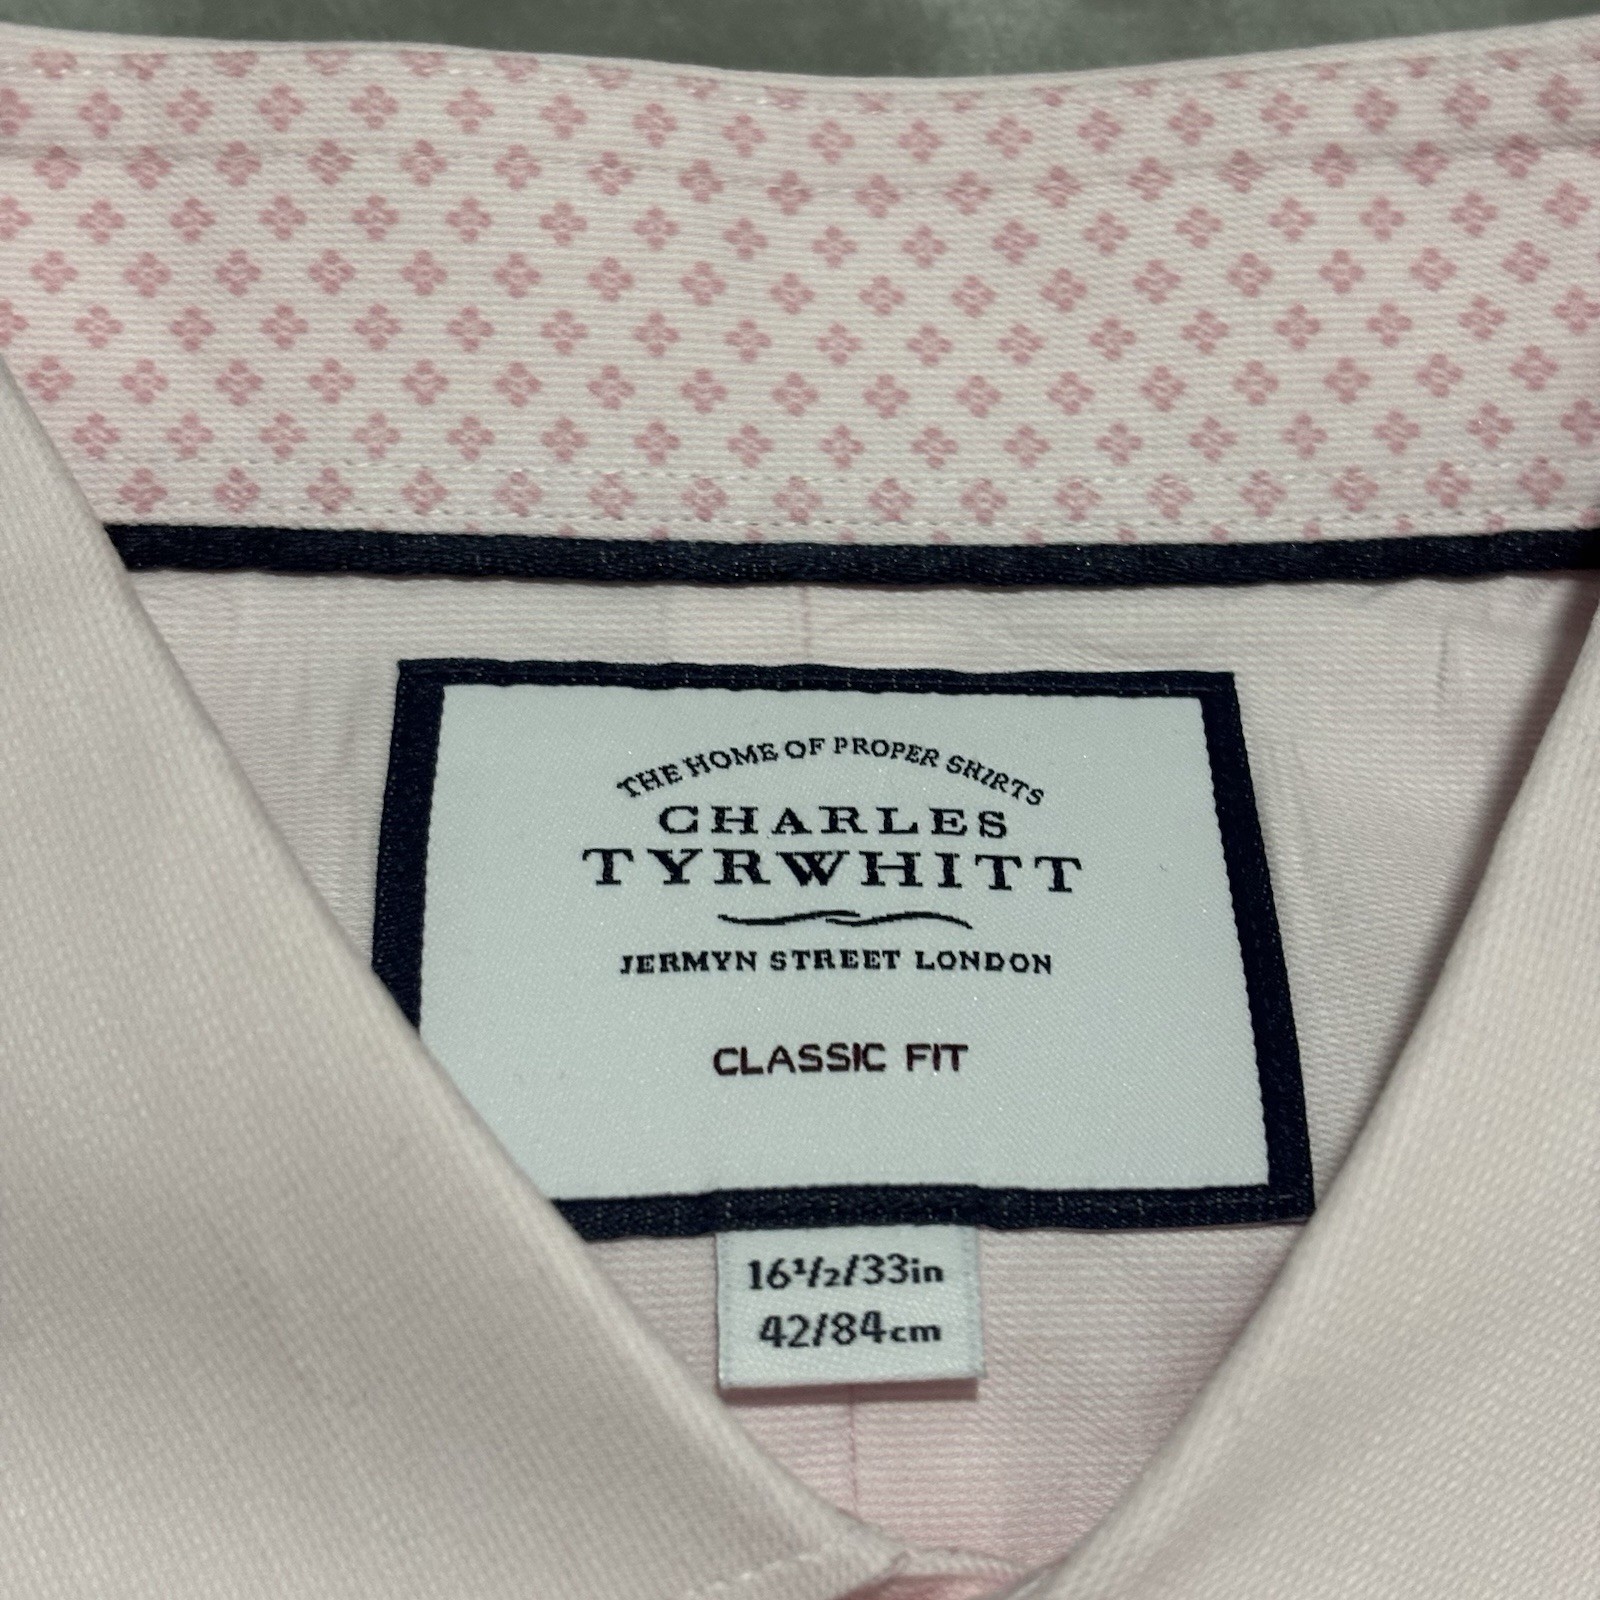 THE HOME OF PROPER SHIRTS
CHARLES
TYRWHITT
JERMYN STREET LONDON
CLASSIC FIT
16½/33in
42/84cm